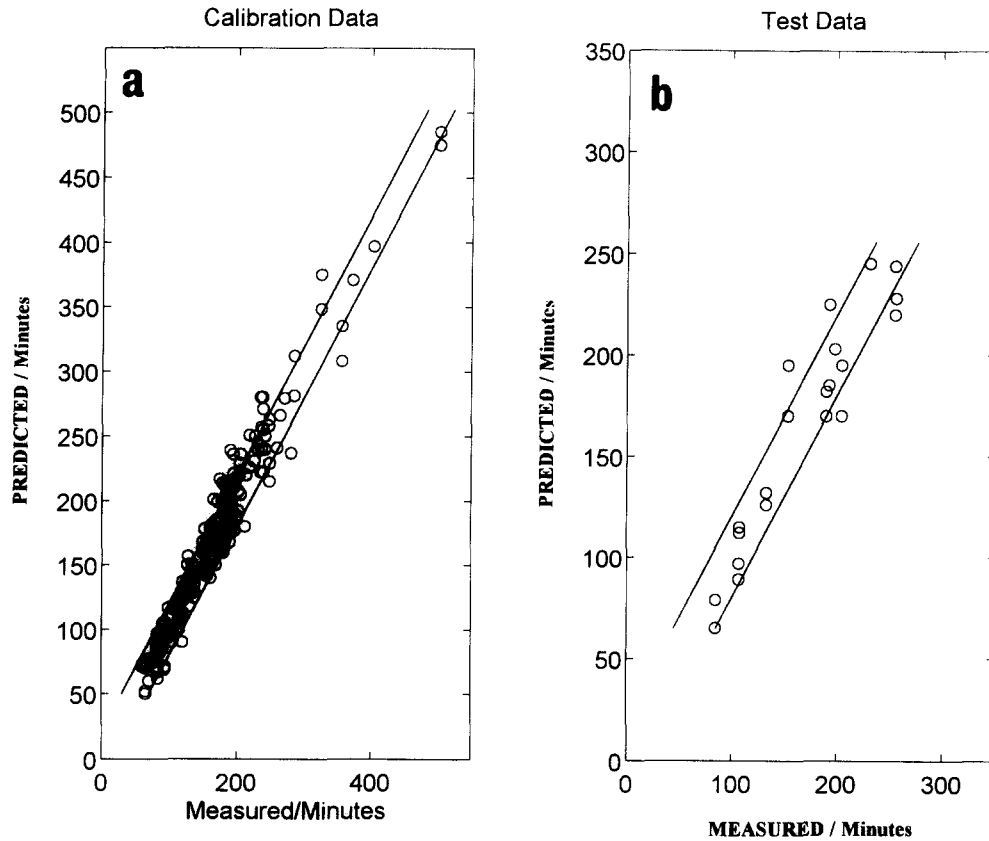 Calibration Data
a
500
450
400
350
300
250
200
150
100
50
0
0 200 400
PREDICTED / Minutes
Measured/Minutes
Test Data
b
350
300
250
200
150
100
50
0
0 100 200 300
PREDICTED / Minutes
MEASURED / Minutes